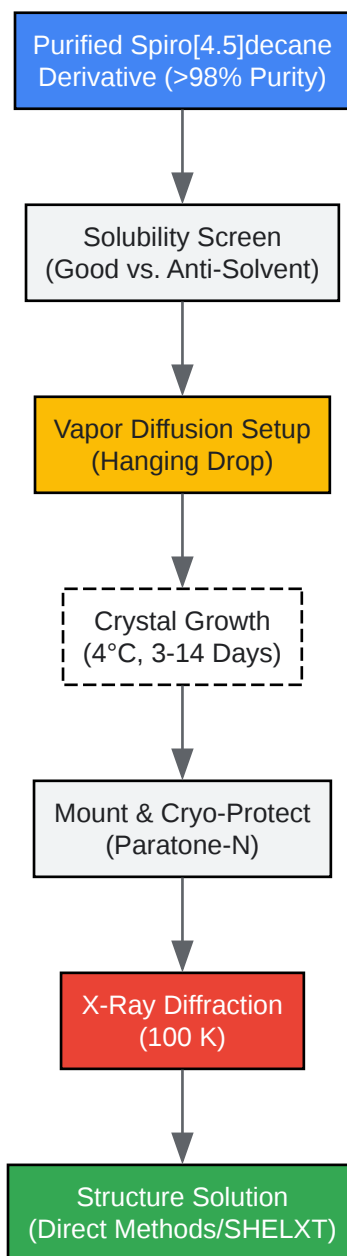 Purified Spiro[4.5]decane
Derivative (>98% Purity)
Solubility Screen
(Good vs. Anti-Solvent)
Vapor Diffusion Setup
(Hanging Drop)
Crystal Growth
(4°C, 3-14 Days)
Mount & Cryo-Protect
(Paratone-N)
X-Ray Diffraction
(100 K)
Structure Solution
(Direct Methods/SHELXT)